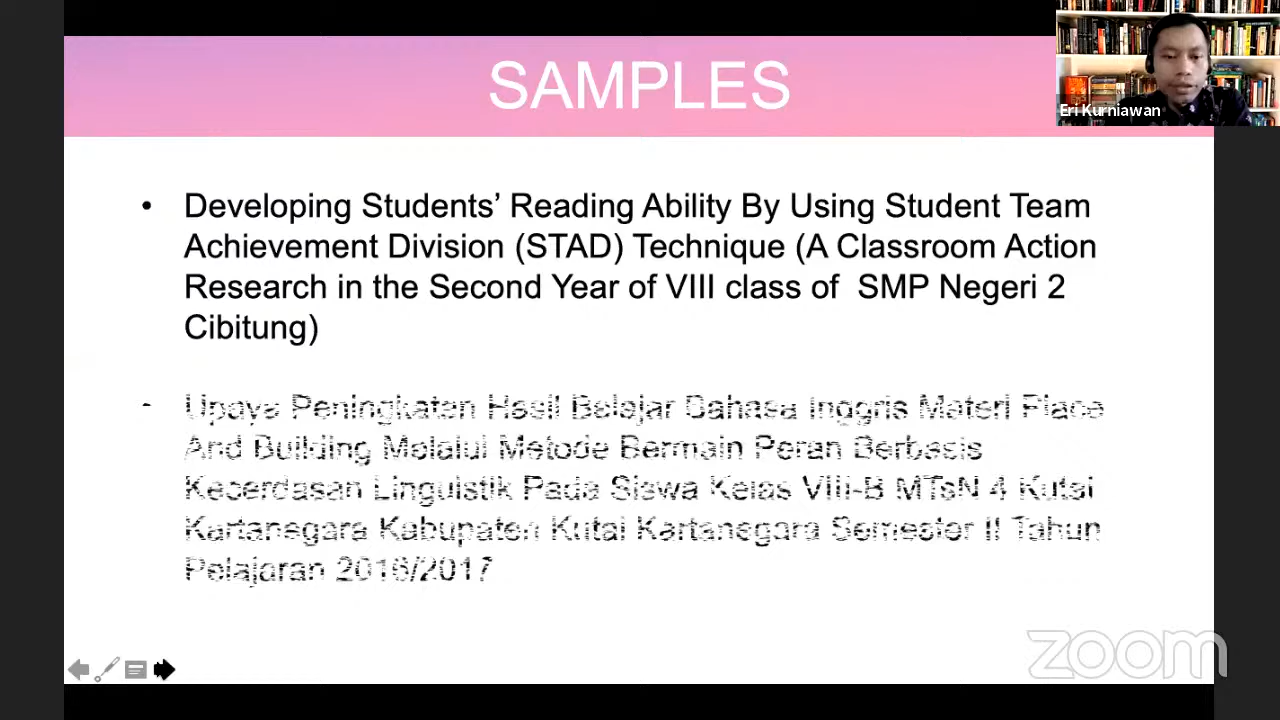 SAMPLES
Eri Kurniawan
• Developing Students’ Reading Ability By Using Student Team
Achievement Division (STAD) Technique (A Classroom Action
Research in the Second Year of VIII class of SMP Negeri 2
Cibitung)
Upaya Peningkatan Hasil Belajar Bahasa Inggris Materi Place
And Building Melalui Metode Bermain Peran Berbasis
Kecerdasan Linguistik Pada Siswa Kelas VIII-B MTsN 4 Kutai
Kartanegara Kabupaten Kutai Kartanegara Semester II Tahun
Pelajaran 2016/2017
zoom